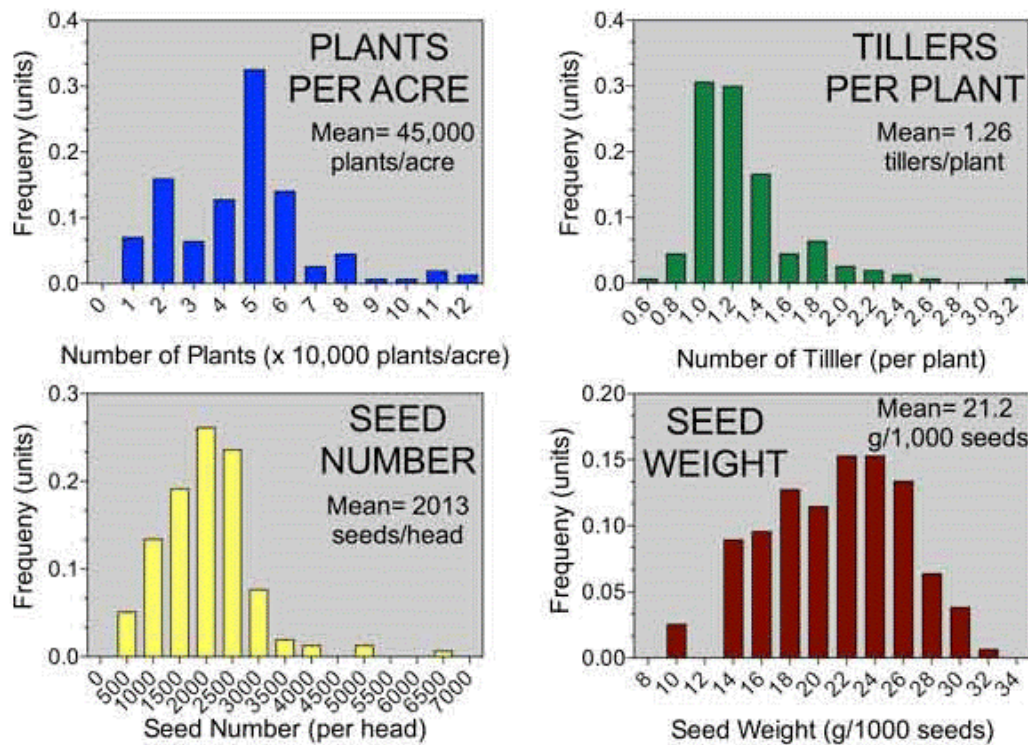 PLANTS
PER ACRE
Mean= 45,000
plants/acre
Frequeny (units)
0.4
0.3
0.2
0.1
0.0
0 1 2 3 4 5 6 7 8 9 10 11 12
Number of Plants (x 10,000 plants/acre)
TILLERS
PER PLANT
Mean= 1.26
tillers/plant
Frequeny (units)
0.4
0.3
0.2
0.1
0.0
0.6 0.8 1.0 1.2 1.4 1.6 1.8 2.0 2.2 2.4 2.6 2.8 3.0 3.2
Number of Tilller (per plant)
SEED
NUMBER
Mean= 2013
seeds/head
Frequeny (units)
0.3
0.2
0.1
0.0
0 500 1000 1500 2000 2500 3000 3500 4000 4500 5000 5500 6000 6500 7000
Seed Number (per head)
SEED
WEIGHT
Mean= 21.2
g/1,000 seeds
Frequeny (units)
0.20
0.15
0.10
0.05
0.00
8 10 12 14 16 18 20 22 24 26 28 30 32 34
Seed Weight (g/1000 seeds)